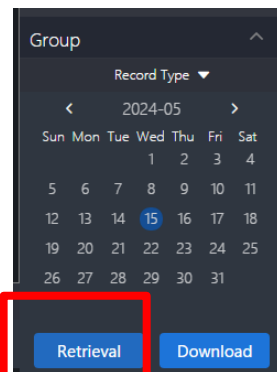 Group
Record Type
2024-05
Sun Mon Tue Wed Thu Fri Sat
1 2 3 4
5 6 7 8 9 10 11
12 13 14 15 16 17 18
19 20 21 22 23 24 25
26 27 28 29 30 31
Retrieval Download